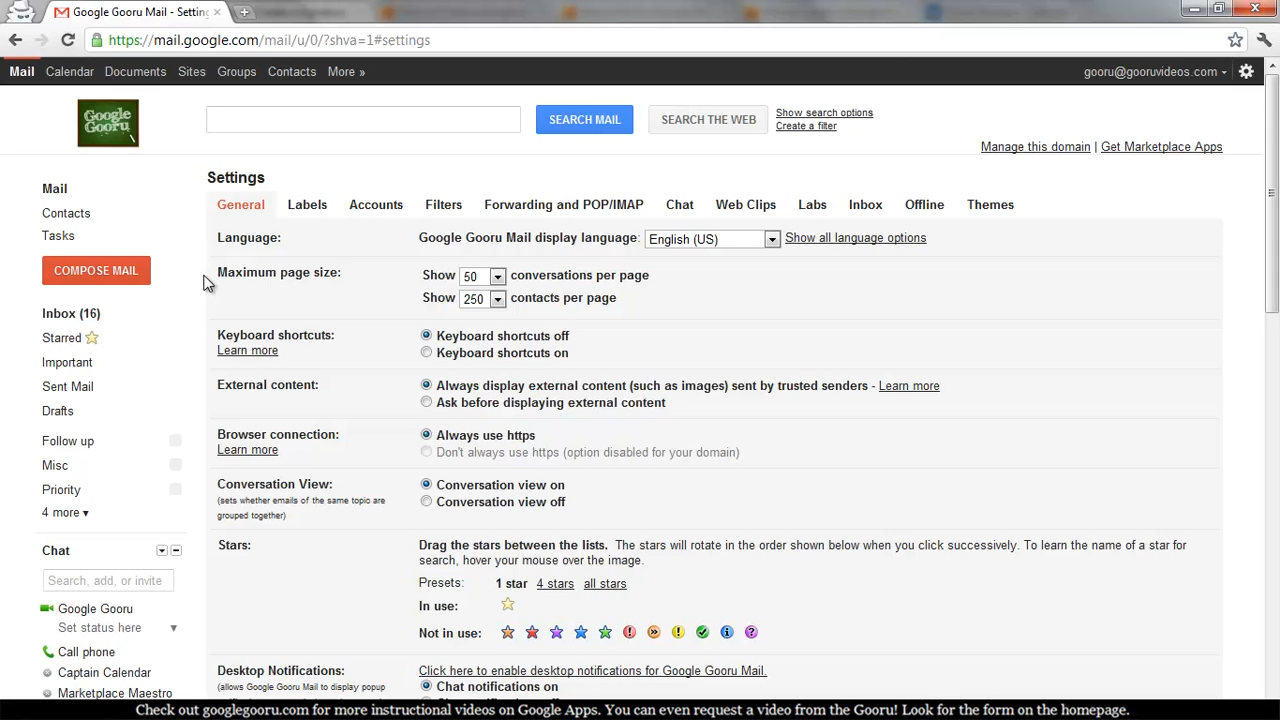 Google Gooru Mail - Settin
https://mail.google.com/mail/u/0/?shva=1#settings
Mail Calendar Documents Sites Groups Contacts More »
gooru@gooruvideos.com
Google Gooru
SEARCH MAIL
SEARCH THE WEB
Show search options
Create a filter
Manage this domain | Get Marketplace Apps
Mail
Contacts
Tasks
COMPOSE MAIL
Inbox (16)
Starred
Important
Sent Mail
Drafts
Follow up
Misc
Priority
4 more
Chat
Search, add, or invite
Google Gooru
Set status here
Call phone
Captain Calendar
Marketplace Maestro
Settings
General Labels Accounts Filters Forwarding and POP/IMAP Chat Web Clips Labs Inbox Offline Themes
Language: Google Gooru Mail display language: English (US) Show all language options
Maximum page size: Show 50 conversations per page
Show 250 contacts per page
Keyboard shortcuts: Keyboard shortcuts off
Learn more Keyboard shortcuts on
External content: Always display external content (such as images) sent by trusted senders - Learn more
Ask before displaying external content
Browser connection: Always use https
Learn more Don't always use https (option disabled for your domain)
Conversation View: Conversation view on
(sets whether emails of the same topic are Conversation view off
grouped together)
Stars: Drag the stars between the lists. The stars will rotate in the order shown below when you click successively. To learn the name of a star for
search, hover your mouse over the image.
Presets: 1 star 4 stars all stars
In use:
Not in use:
Desktop Notifications: Click here to enable desktop notifications for Google Gooru Mail.
(allows Google Gooru Mail to display popup Chat notifications on
Check out googlegooru.com for more instructional videos on Google Apps. You can even request a video from the Gooru! Look for the form on the homepage.